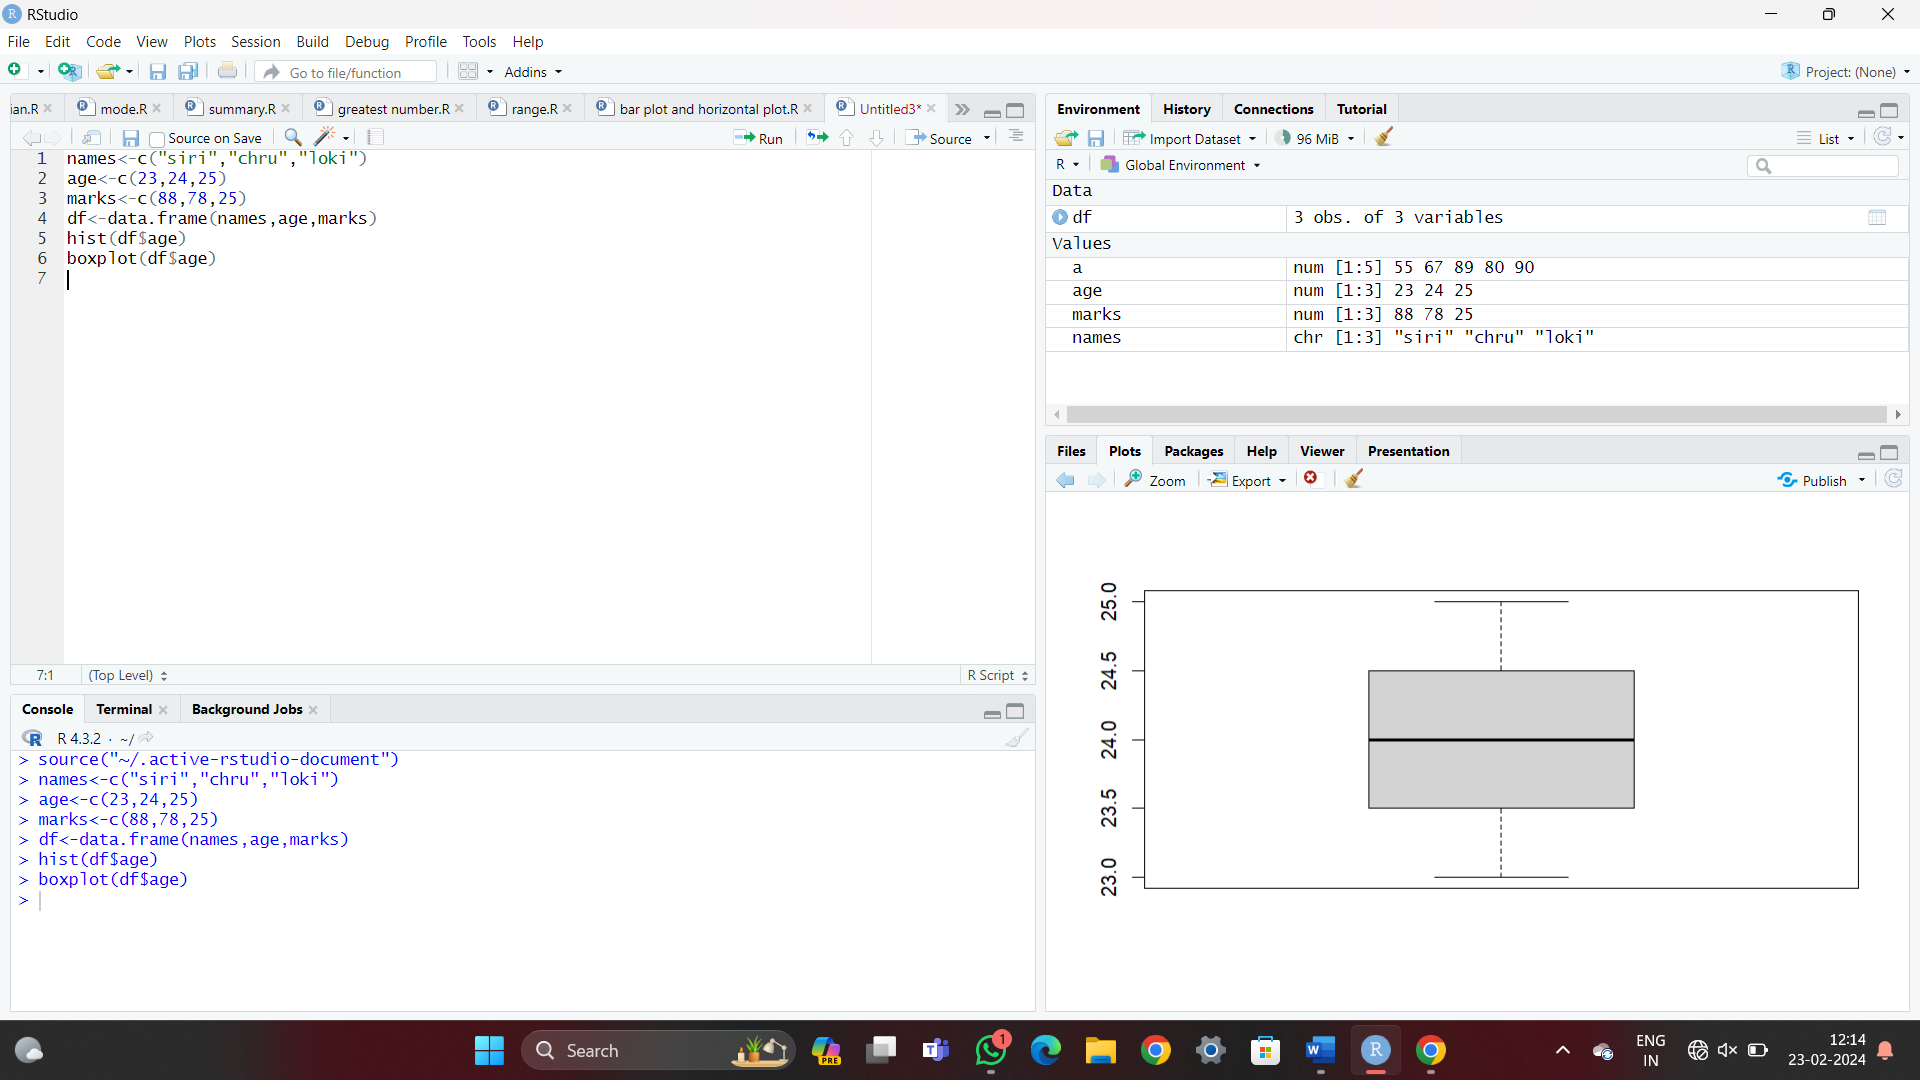 RStudio
File Edit Code View Plots Session Build Debug Profile Tools Help
Go to file/function Addins Project: (None)
ian.R mode.R summary.R greatest number.R range.R bar plot and horizontal plot.R Untitled3*
Source on Save Run Source
1 names<-c("siri","chru","loki")
2 age<-c(23,24,25)
3 marks<-c(88,78,25)
4 df<-data.frame(names,age,marks)
5 hist(df$age)
6 boxplot(df$age)
7
7:1 (Top Level) R Script
Console Terminal Background Jobs
R 4.3.2 · ~/
> source("~/.active-rstudio-document")
> names<-c("siri","chru","loki")
> age<-c(23,24,25)
> marks<-c(88,78,25)
> df<-data.frame(names,age,marks)
> hist(df$age)
> boxplot(df$age)
>
Environment History Connections Tutorial
Import Dataset 96 MiB List
R Global Environment
Data
df 3 obs. of 3 variables
Values
a num [1:5] 55 67 89 80 90
age num [1:3] 23 24 25
marks num [1:3] 88 78 25
names chr [1:3] "siri" "chru" "loki"
Files Plots Packages Help Viewer Presentation
Zoom Export Publish
25.0
24.5
24.0
23.5
23.0
Search PRE 1 ENG IN 12:14
23-02-2024